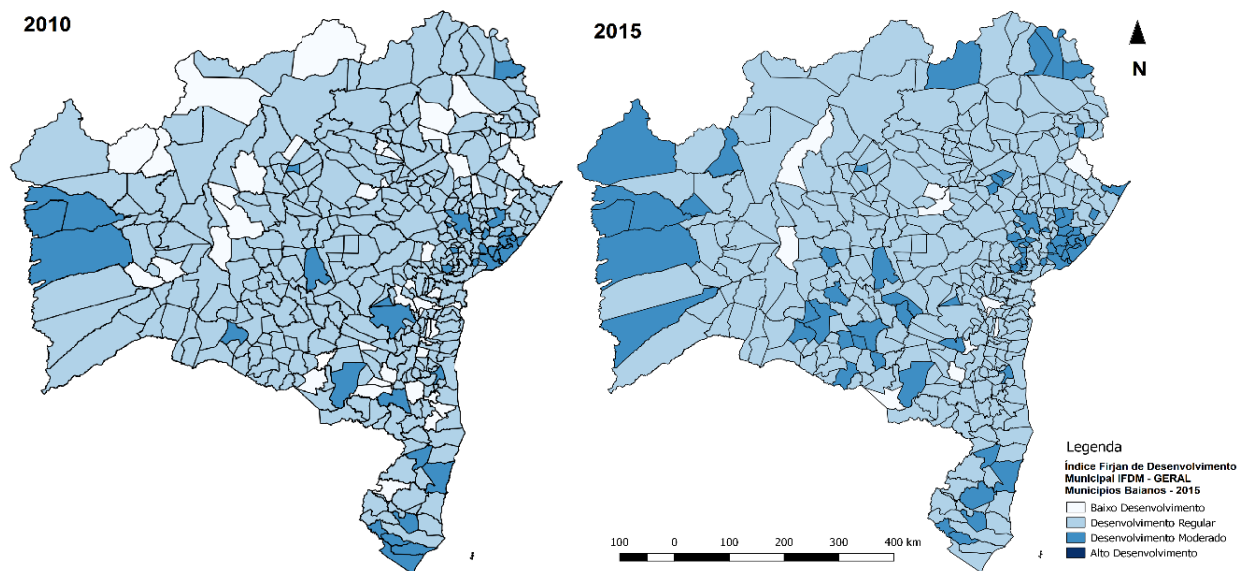 2010
2015
N
Legenda
Índice Firjan de Desenvolvimento
Municipal IFDM - GERAL
Municipios Baianos - 2015
Baixo Desenvolvimento
Desenvolvimento Regular
Desenvolvimento Moderado
Alto Desenvolvimento
100 0 100 200 300 400 km